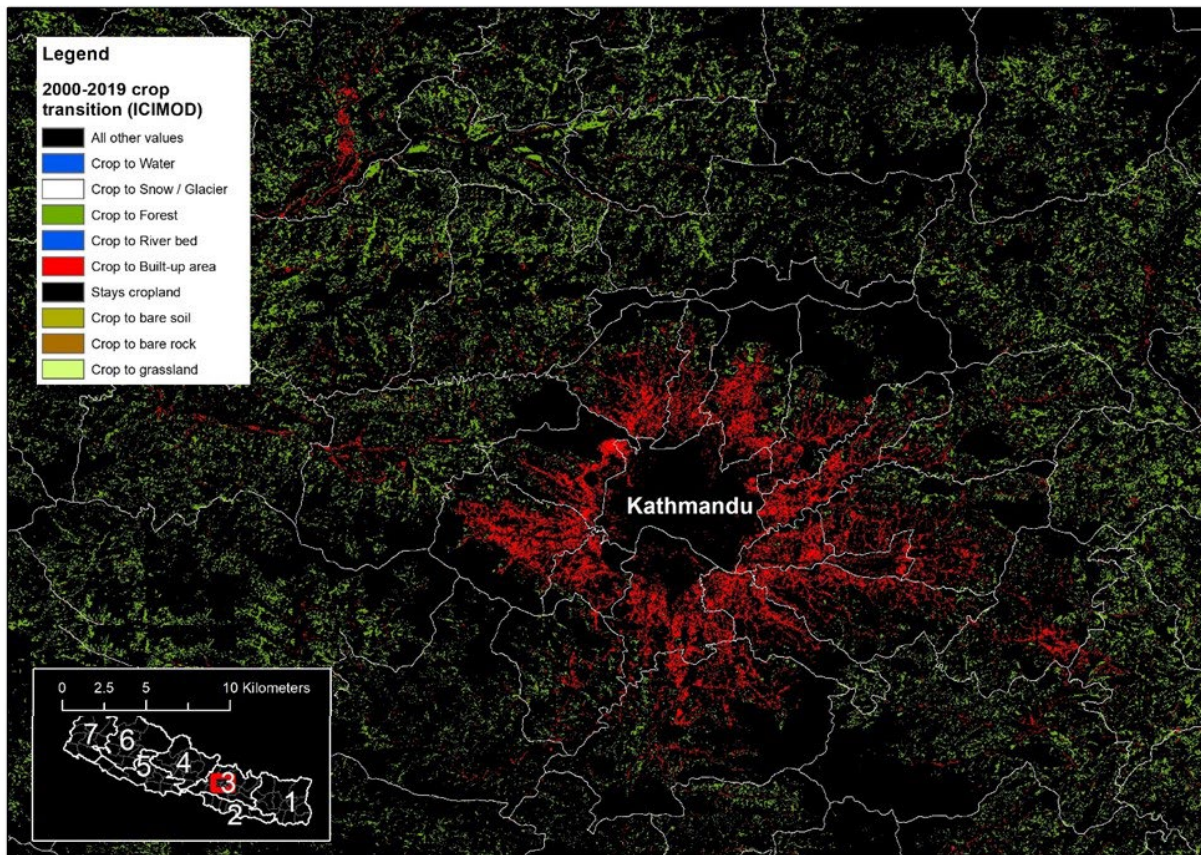 Legend
2000-2019 crop
transition (ICIMOD)
All other values
Crop to Water
Crop to Snow / Glacier
Crop to Forest
Crop to River bed
Crop to Built-up area
Stays cropland
Crop to bare soil
Crop to bare rock
Crop to grassland
Kathmandu
0 2.5 5 10 Kilometers
7 6
5 4
3
2 1